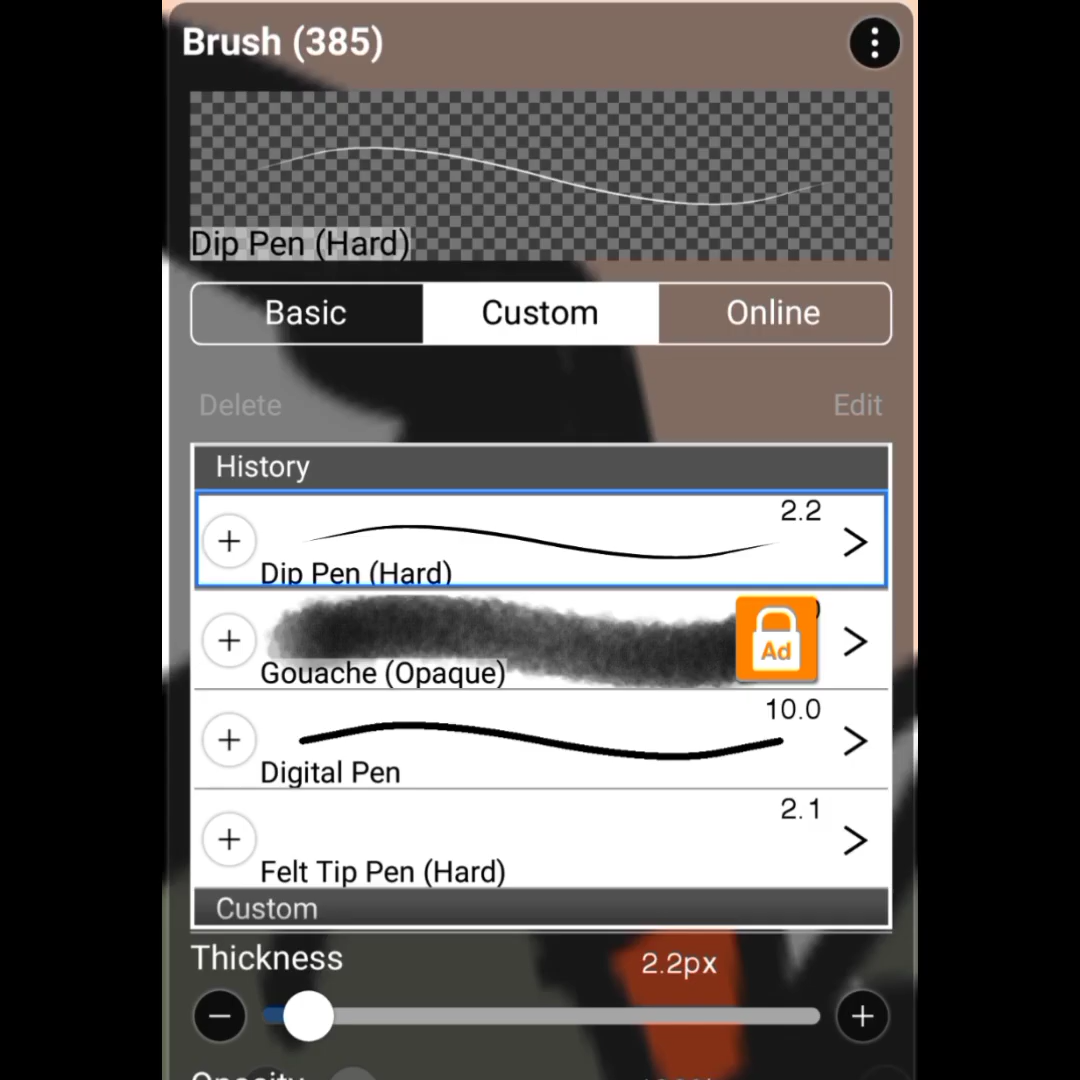 Brush (385)
Dip Pen (Hard)
Basic
Custom
Online
Delete
Edit
History
2.2
Dip Pen (Hard)
Ad
Gouache (Opaque)
10.0
Digital Pen
2.1
Felt Tip Pen (Hard)
Custom
Thickness
2.2px
Opacity